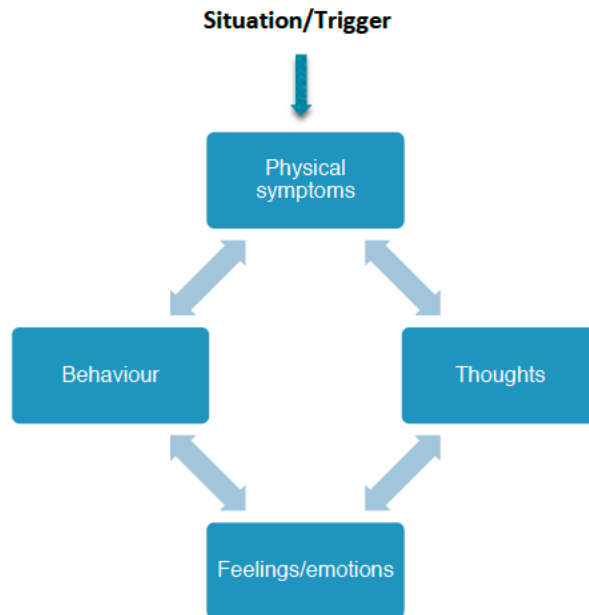 Situation/Trigger
Physical
symptoms
Behaviour
Thoughts
Feelings/emotions